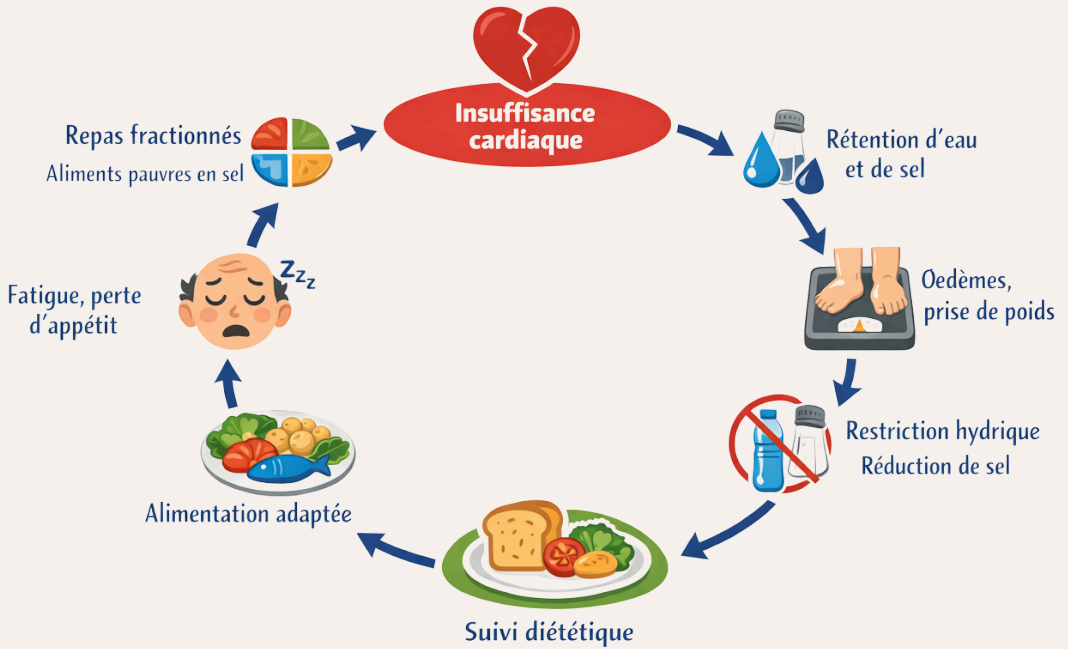 Insuffisance
cardiaque
Rétention d'eau
et de sel
Oedèmes,
prise de poids
Restriction hydrique
Réduction de sel
Suivi diététique
Alimentation adaptée
Fatigue, perte
d'appétit
zzz
Repas fractionnés
Aliments pauvres en sel